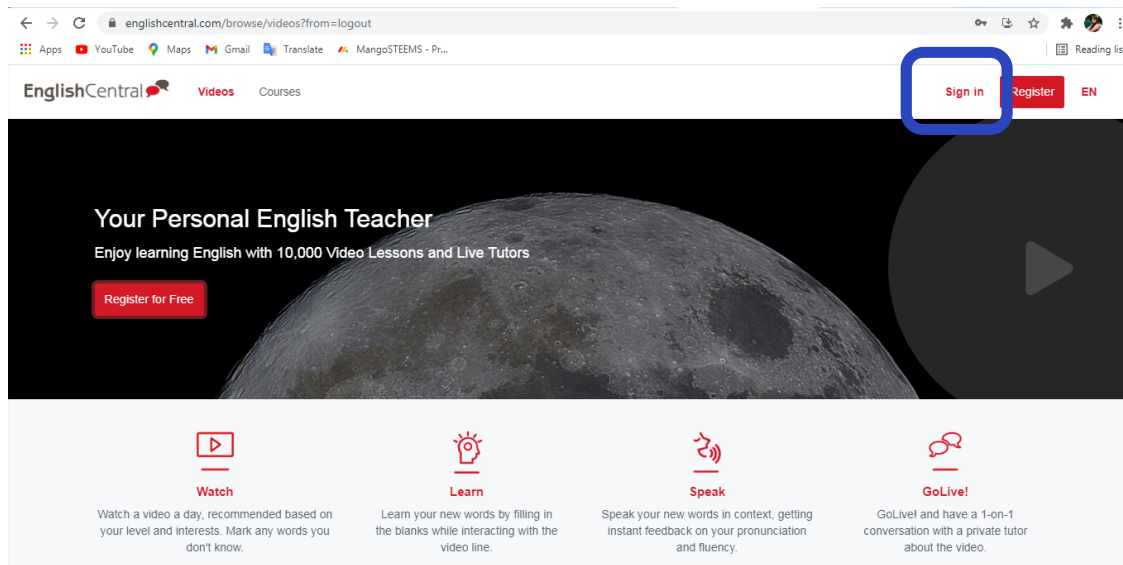 englishcentral.com/browse/videos?from=logout
Apps YouTube Maps Gmail Translate MangoSTEEMS - Pr... Reading lis
EnglishCentral Videos Courses Sign in Register EN
Your Personal English Teacher
Enjoy learning English with 10,000 Video Lessons and Live Tutors
Register for Free
Watch
Watch a video a day, recommended based on
your level and interests. Mark any words you
don't know.
Learn
Learn your new words by filling in
the blanks while interacting with the
video line.
Speak
Speak your new words in context, getting
instant feedback on your pronunciation
and fluency.
GoLive!
GoLive! and have a 1-on-1
conversation with a private tutor
about the video.